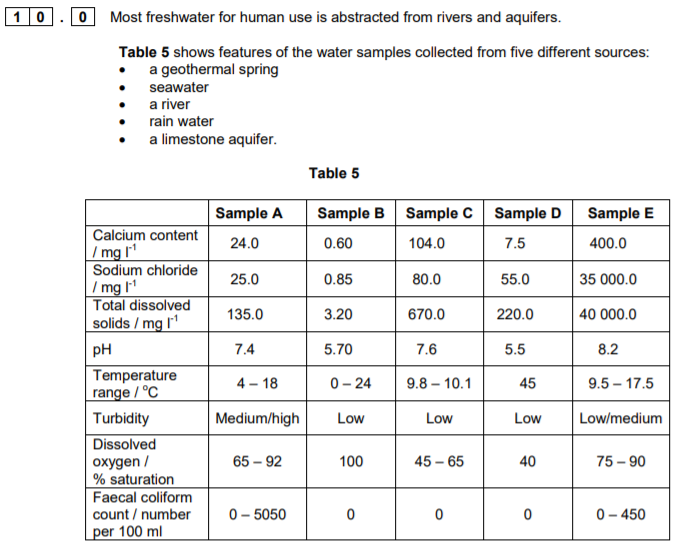 1 0 . 0 Most freshwater for human use is abstracted from rivers and aquifers.
Table 5 shows features of the water samples collected from five different sources:
• a geothermal spring
• seawater
• a river
• rain water
• a limestone aquifer.
Table 5
Sample A Sample B Sample C Sample D Sample E
Calcium content
/ mg l⁻¹ 24.0 0.60 104.0 7.5 400.0
Sodium chloride
/ mg l⁻¹ 25.0 0.85 80.0 55.0 35 000.0
Total dissolved
solids / mg l⁻¹ 135.0 3.20 670.0 220.0 40 000.0
pH 7.4 5.70 7.6 5.5 8.2
Temperature
range / °C 4 – 18 0 – 24 9.8 – 10.1 45 9.5 – 17.5
Turbidity Medium/high Low Low Low Low/medium
Dissolved
oxygen / 65 – 92 100 45 – 65 40 75 – 90
% saturation
Faecal coliform
count / number 0 – 5050 0 0 0 0 – 450
per 100 ml